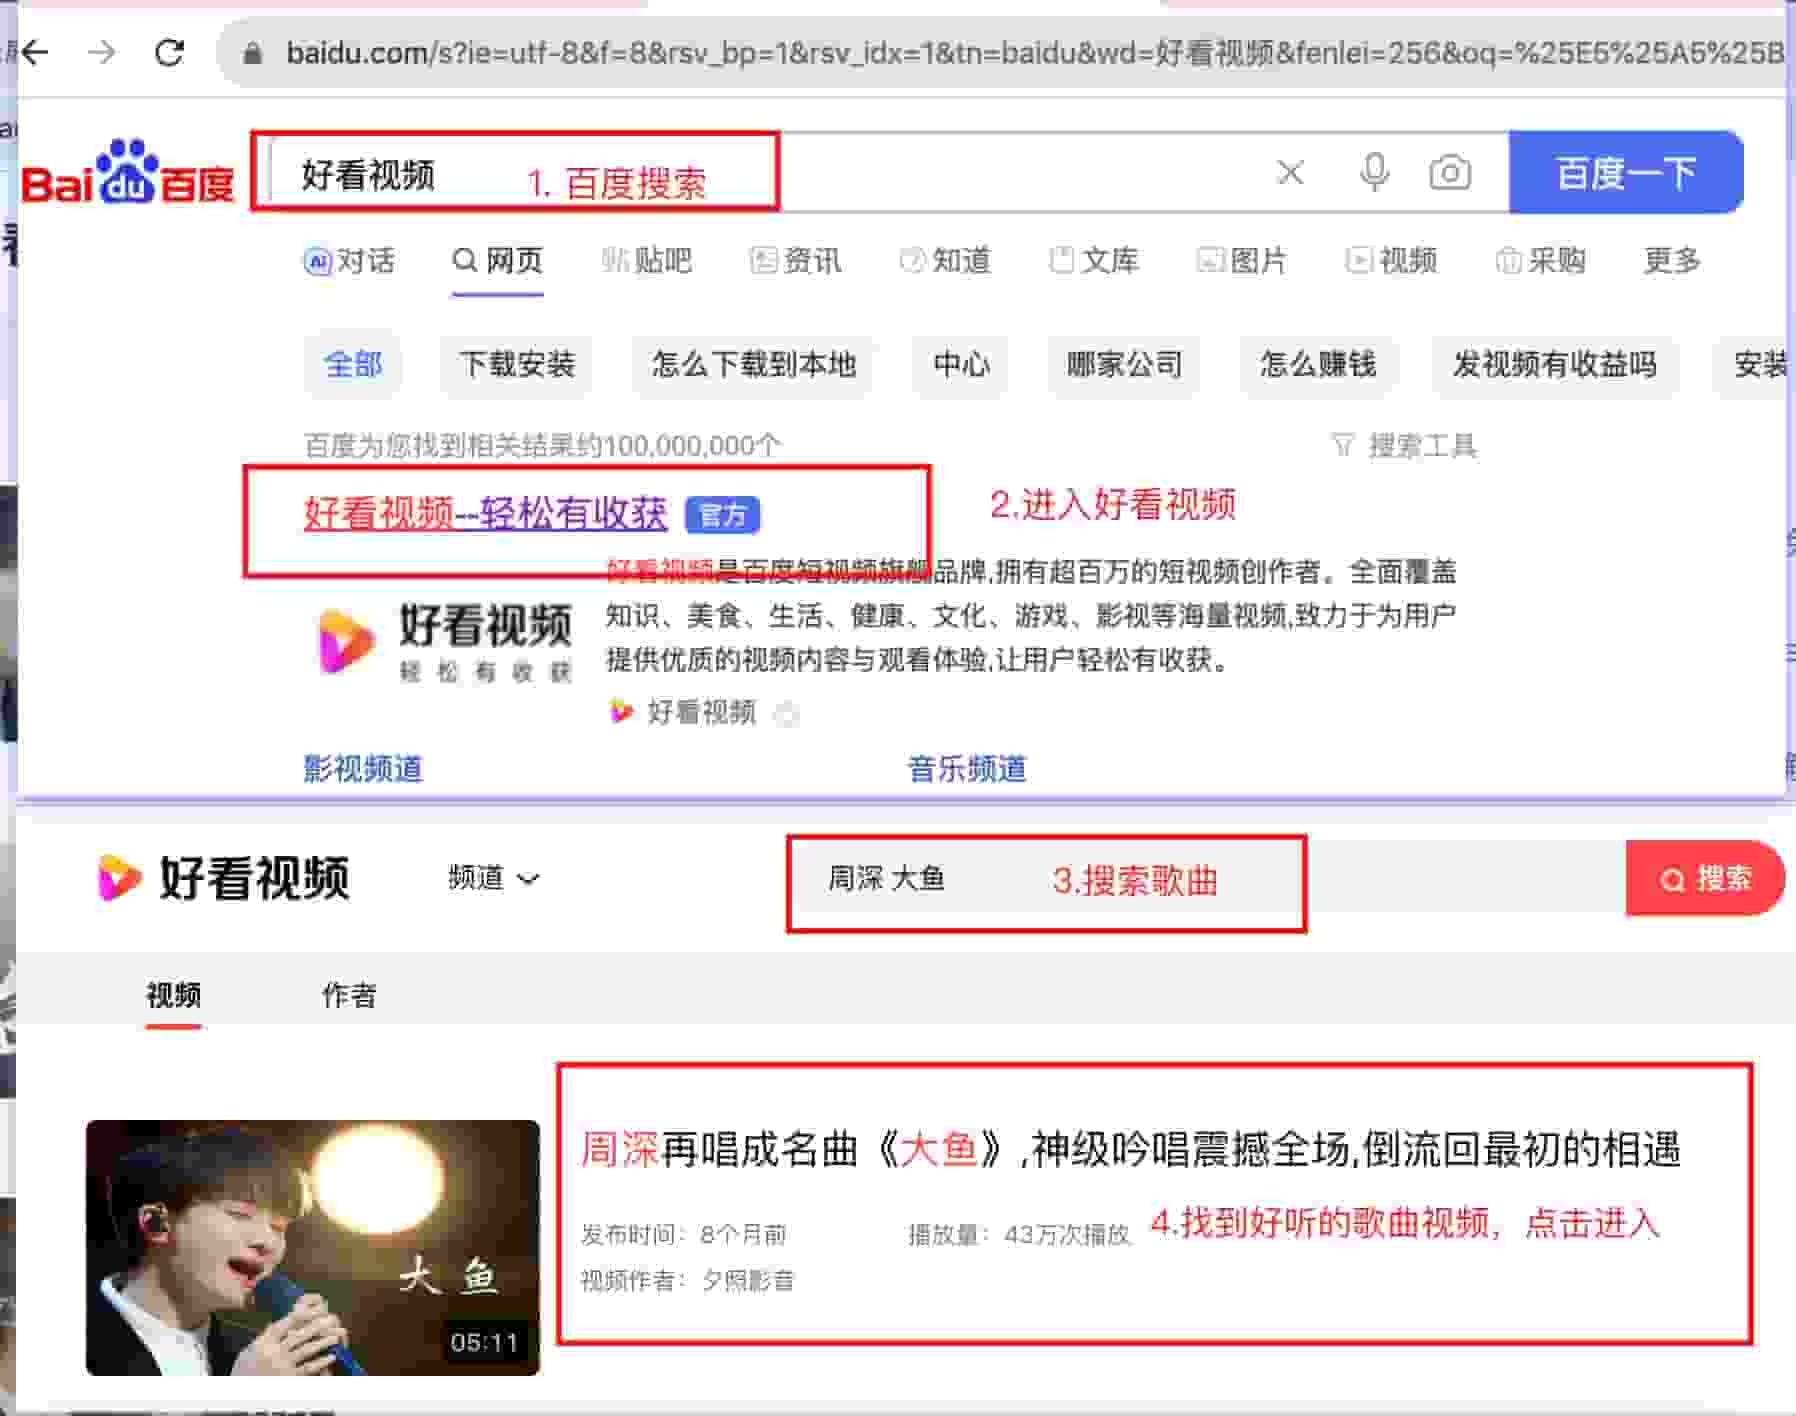 baidu.com/s?ie=utf-8&f=8&rsv_bp=1&rsv_idx=1&tn=baidu&wd=好看视频&fenlei=256&oq=%25E5%25A5%25B
Bai du 百度 好看视频 1. 百度搜索 百度一下
对话 网页 贴吧 资讯 知道 文库 图片 视频 采购 更多
全部 下载安装 怎么下载到本地 中心 哪家公司 怎么赚钱 发视频有收益吗 安装
百度为您找到相关结果约100,000,000个 搜索工具
好看视频--轻松有收获 官方 2.进入好看视频
好看视频是百度短视频旗舰品牌,拥有超百万的短视频创作者。全面覆盖
知识、美食、生活、健康、文化、游戏、影视等海量视频,致力于为用户
提供优质的视频内容与观看体验,让用户轻松有收获。
好看视频
轻松有收获
好看视频
影视频道 音乐频道
好看视频 频道 周深 大鱼 3.搜索歌曲 搜索
视频 作者
周深再唱成名曲《大鱼》,神级吟唱震撼全场,倒流回最初的相遇
发布时间：8个月前 播放量：43万次播放 4.找到好听的歌曲视频，点击进入
视频作者：夕照影音
大鱼
05:11